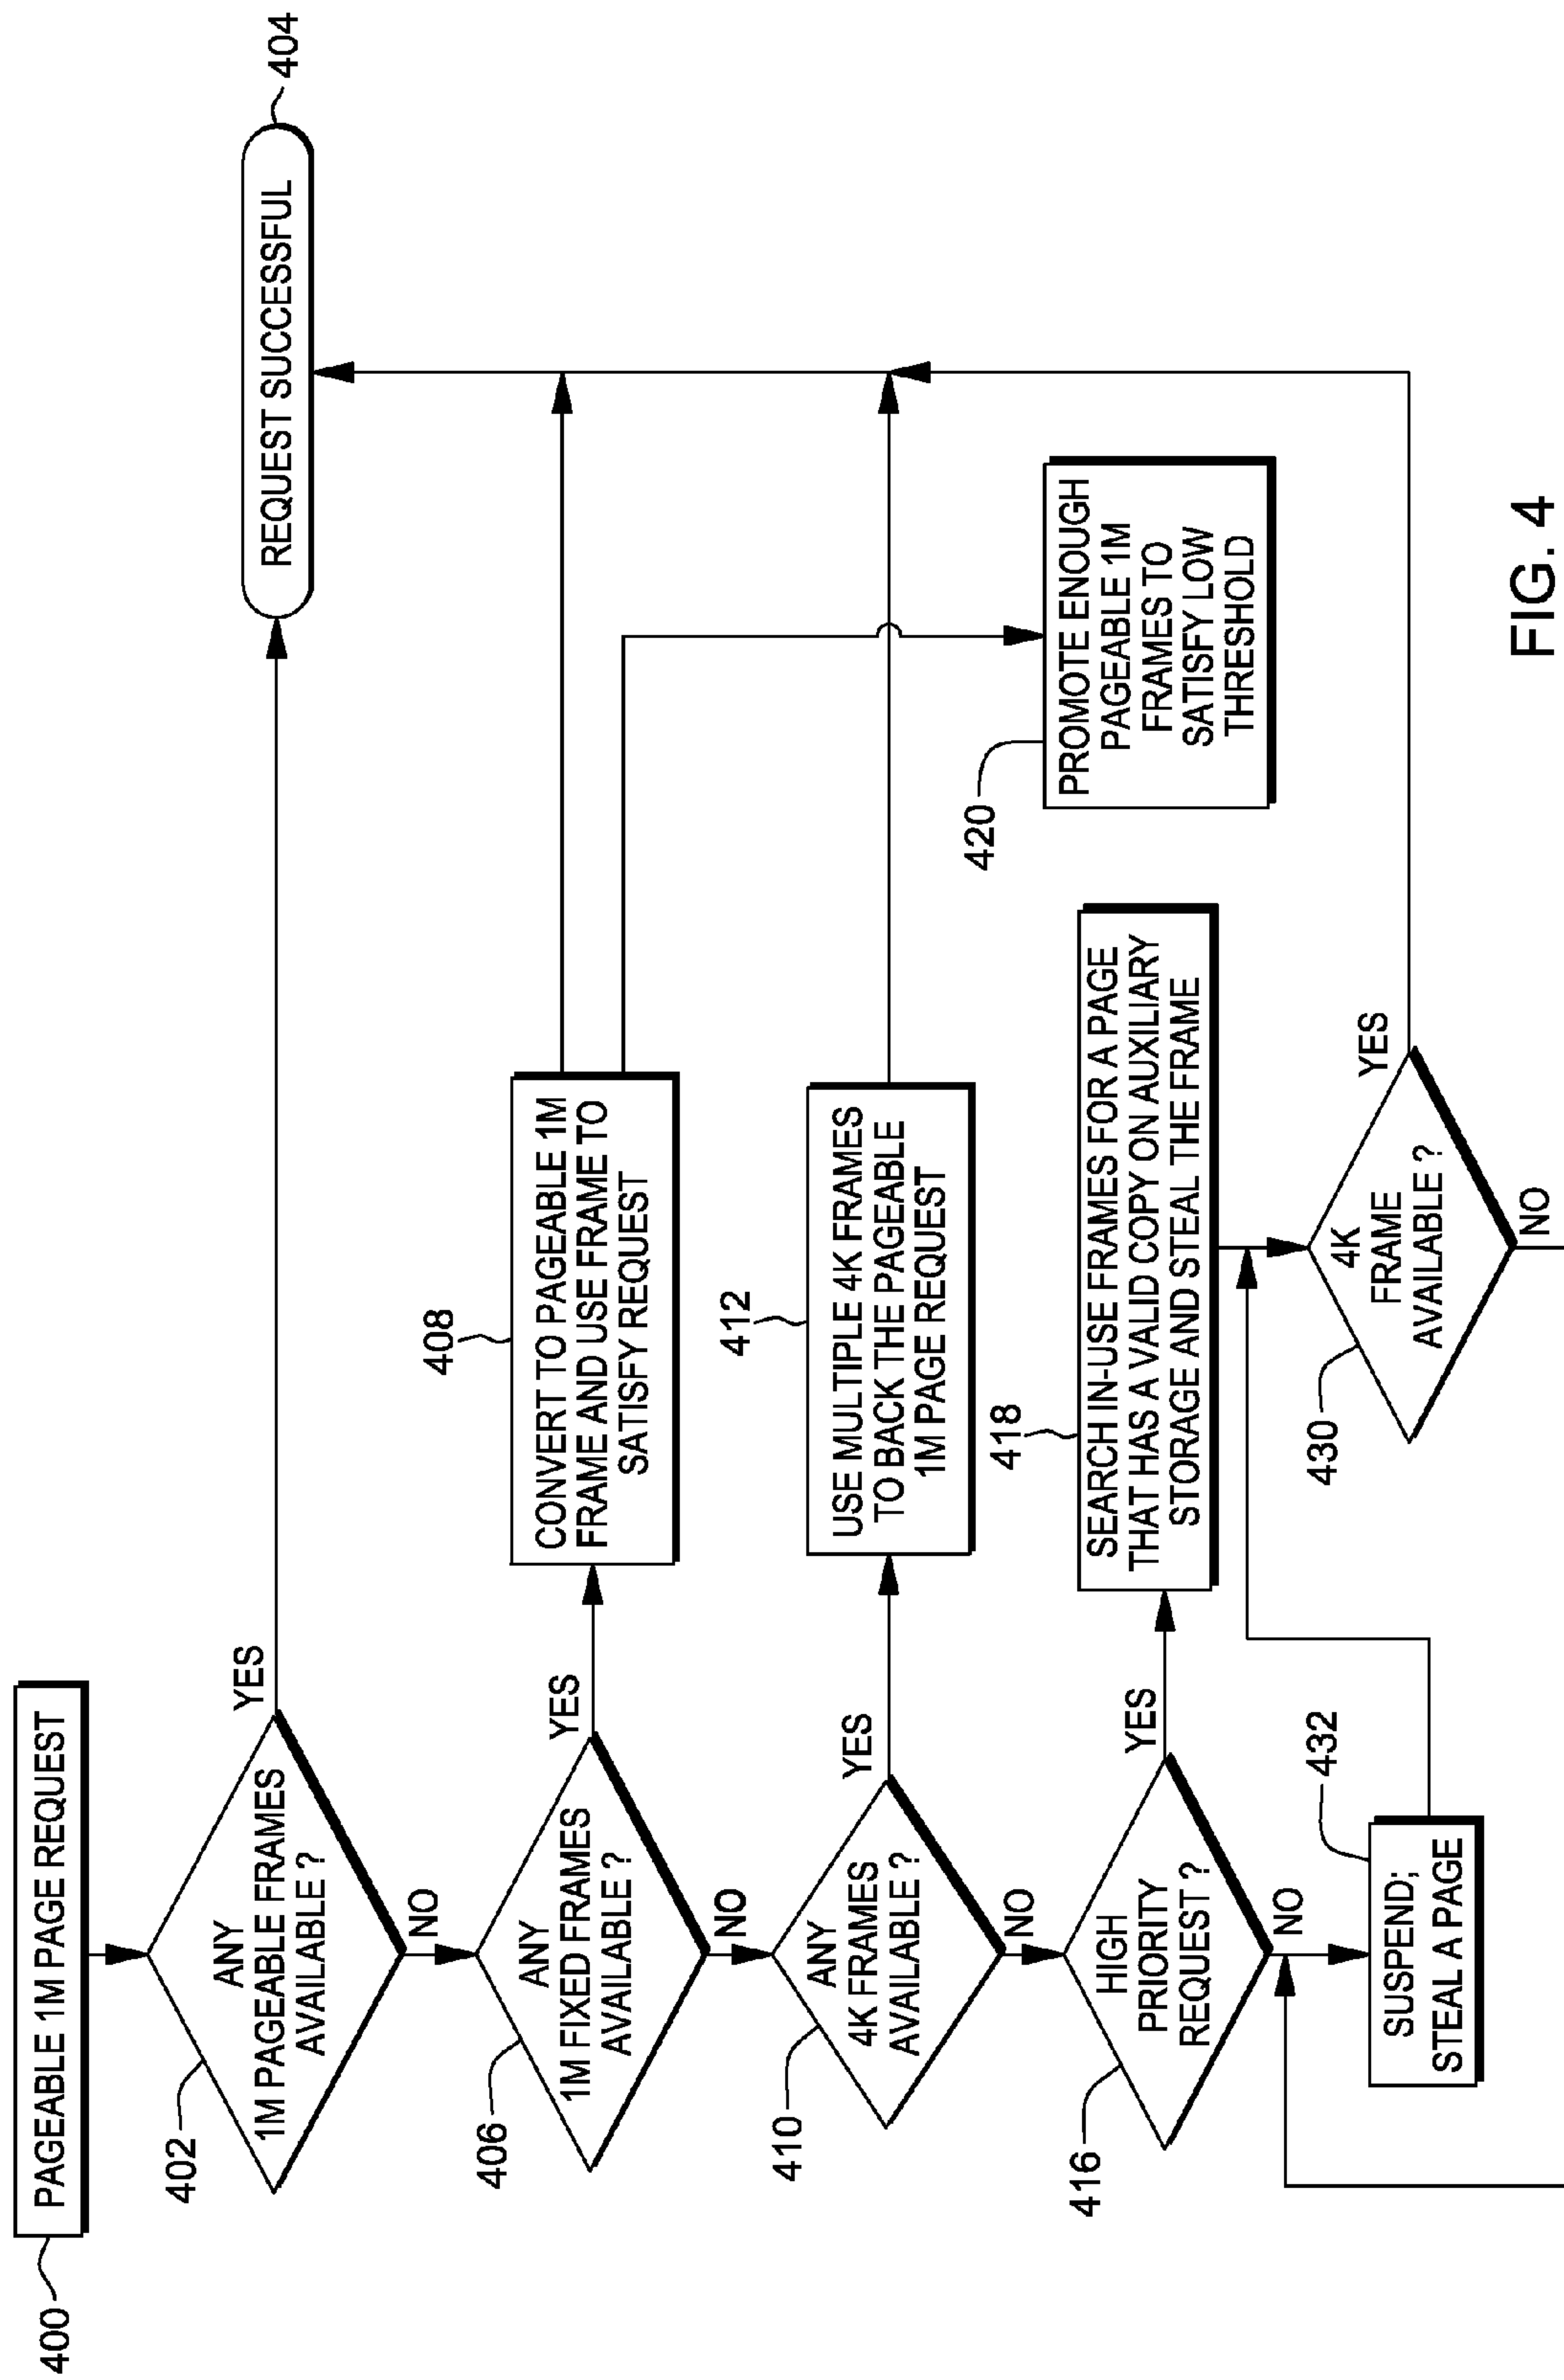 400
PAGEABLE 1M PAGE REQUEST
402
ANY
1M PAGEABLE FRAMES
AVAILABLE ?
YES
NO
REQUEST SUCCESSFUL
404
406
ANY
1M FIXED FRAMES
AVAILABLE ?
YES
NO
408
CONVERT TO PAGEABLE 1M
FRAME AND USE FRAME TO
SATISFY REQUEST
410
ANY
4K FRAMES
AVAILABLE ?
YES
NO
412
USE MULTIPLE 4K FRAMES
TO BACK THE PAGEABLE
1M PAGE REQUEST
420
PROMOTE ENOUGH
PAGEABLE 1M
FRAMES TO
SATISFY LOW
THRESHOLD
416
HIGH
PRIORITY
REQUEST ?
YES
NO
418
SEARCH IN-USE FRAMES FOR A PAGE
THAT HAS A VALID COPY ON AUXILIARY
STORAGE AND STEAL THE FRAME
432
SUSPEND;
STEAL A PAGE
430
4K
FRAME
AVAILABLE ?
YES
NO
FIG. 4